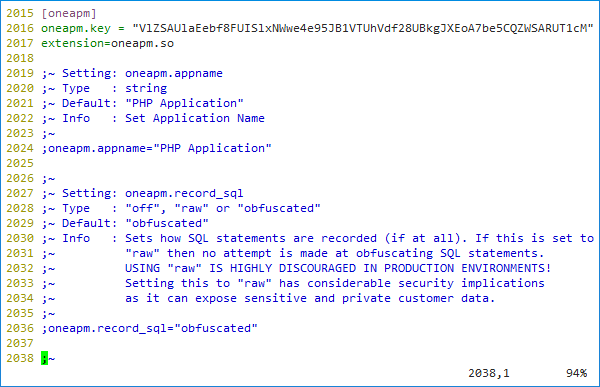 2015 [oneapm]
2016 oneapm.key = "VlZSAUlaEebf8FUISlxNWwe4e95JB1VTUhVdf28UBkgJXEoA7be5CQZWSARUT1cM"
2017 extension=oneapm.so
2018
2019 ;~ Setting: oneapm.appname
2020 ;~ Type   : string
2021 ;~ Default: "PHP Application"
2022 ;~ Info   : Set Application Name
2023 ;~
2024 ;oneapm.appname="PHP Application"
2025
2026 ;~
2027 ;~ Setting: oneapm.record_sql
2028 ;~ Type   : "off", "raw" or "obfuscated"
2029 ;~ Default: "obfuscated"
2030 ;~ Info   : Sets how SQL statements are recorded (if at all). If this is set to
2031 ;~          "raw" then no attempt is made at obfuscating SQL statements.
2032 ;~          USING "raw" IS HIGHLY DISCOURAGED IN PRODUCTION ENVIRONMENTS!
2033 ;~          Setting this to "raw" has considerable security implications
2034 ;~          as it can expose sensitive and private customer data.
2035 ;~
2036 ;oneapm.record_sql="obfuscated"
2037
2038 ;~
2038,1 94%